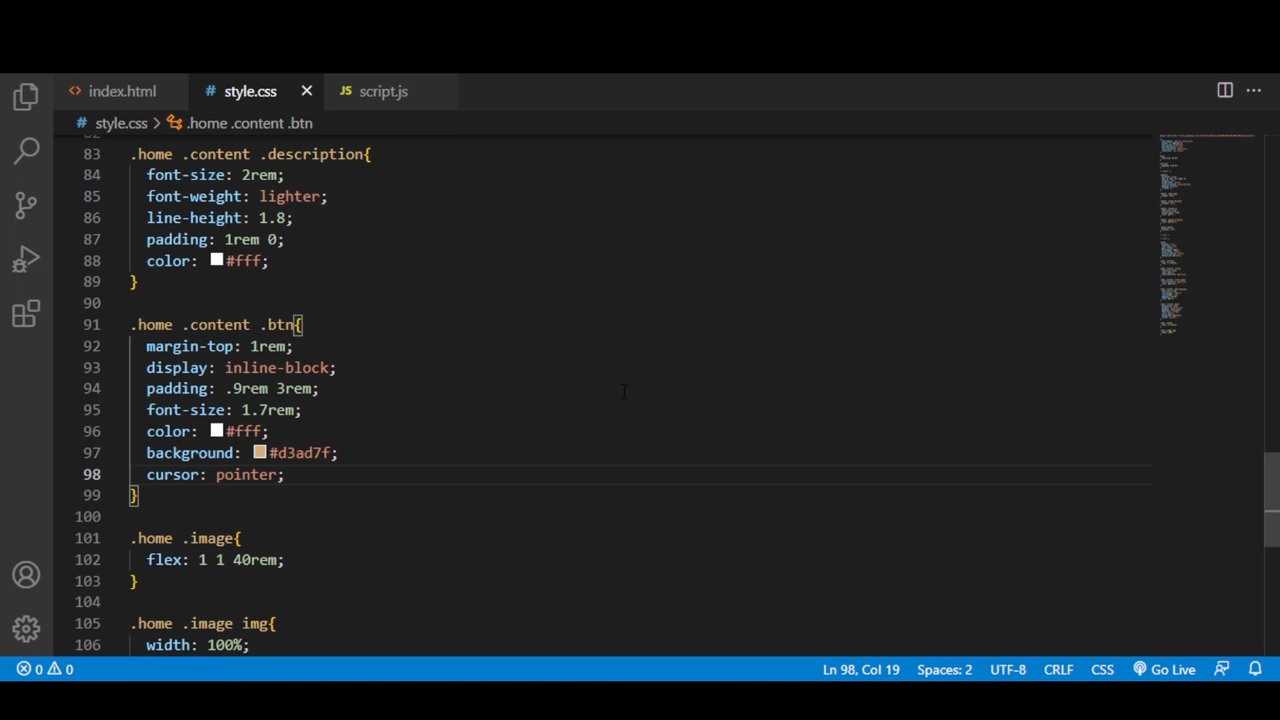 index.html
style.css
script.js
style.css > .home .content .btn
83 .home .content .description{
84 font-size: 2rem;
85 font-weight: lighter;
86 line-height: 1.8;
87 padding: 1rem 0;
88 color: #fff;
89 }
90
91 .home .content .btn{
92 margin-top: 1rem;
93 display: inline-block;
94 padding: .9rem 3rem;
95 font-size: 1.7rem;
96 color: #fff;
97 background: #d3ad7f;
98 cursor: pointer;
99 }
100
101 .home .image{
102 flex: 1 1 40rem;
103 }
104
105 .home .image img{
106 width: 100%;
0 0 Ln 98, Col 19 Spaces: 2 UTF-8 CRLF CSS Go Live